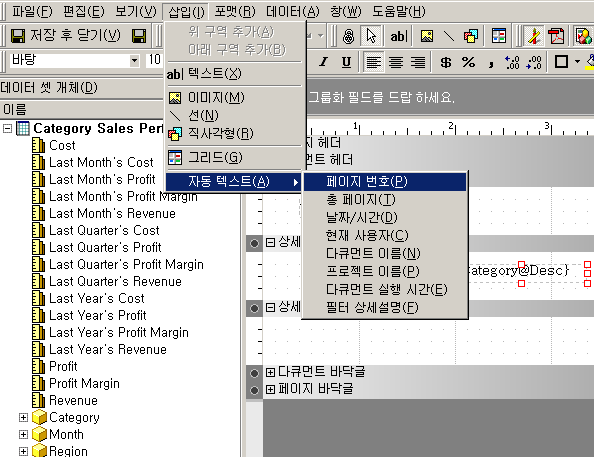 파일(F) 편집(E) 보기(V) 삽입(I) 포맷(R) 데이터(A) 창(W) 도움말(H)
저장 후 닫기(V)
바탕 10
위 구역 추가(A)
아래 구역 추가(B)
텍스트(X)
이미지(M)
선(N)
직사각형(R)
그리드(G)
자동 텍스트(A)
페이지 번호(P)
총 페이지(T)
날짜/시간(D)
현재 사용자(C)
다큐먼트 이름(N)
프로젝트 이름(P)
다큐먼트 실행 시간(E)
필터 상세설명(F)
데이터 셋 개체(D)
이름
Category Sales Perf
Cost
Last Month's Cost
Last Month's Profit
Last Month's Profit Margin
Last Month's Revenue
Last Quarter's Cost
Last Quarter's Profit
Last Quarter's Profit Margin
Last Quarter's Revenue
Last Year's Cost
Last Year's Profit
Last Year's Profit Margin
Last Year's Revenue
Profit
Profit Margin
Revenue
Category
Month
Region
그룹화 필드를 드랍 하세요.
1 2 3
지 헤더
먼트 헤더
상세
Category@Desc}
상세
다큐먼트 바닥글
페이지 바닥글